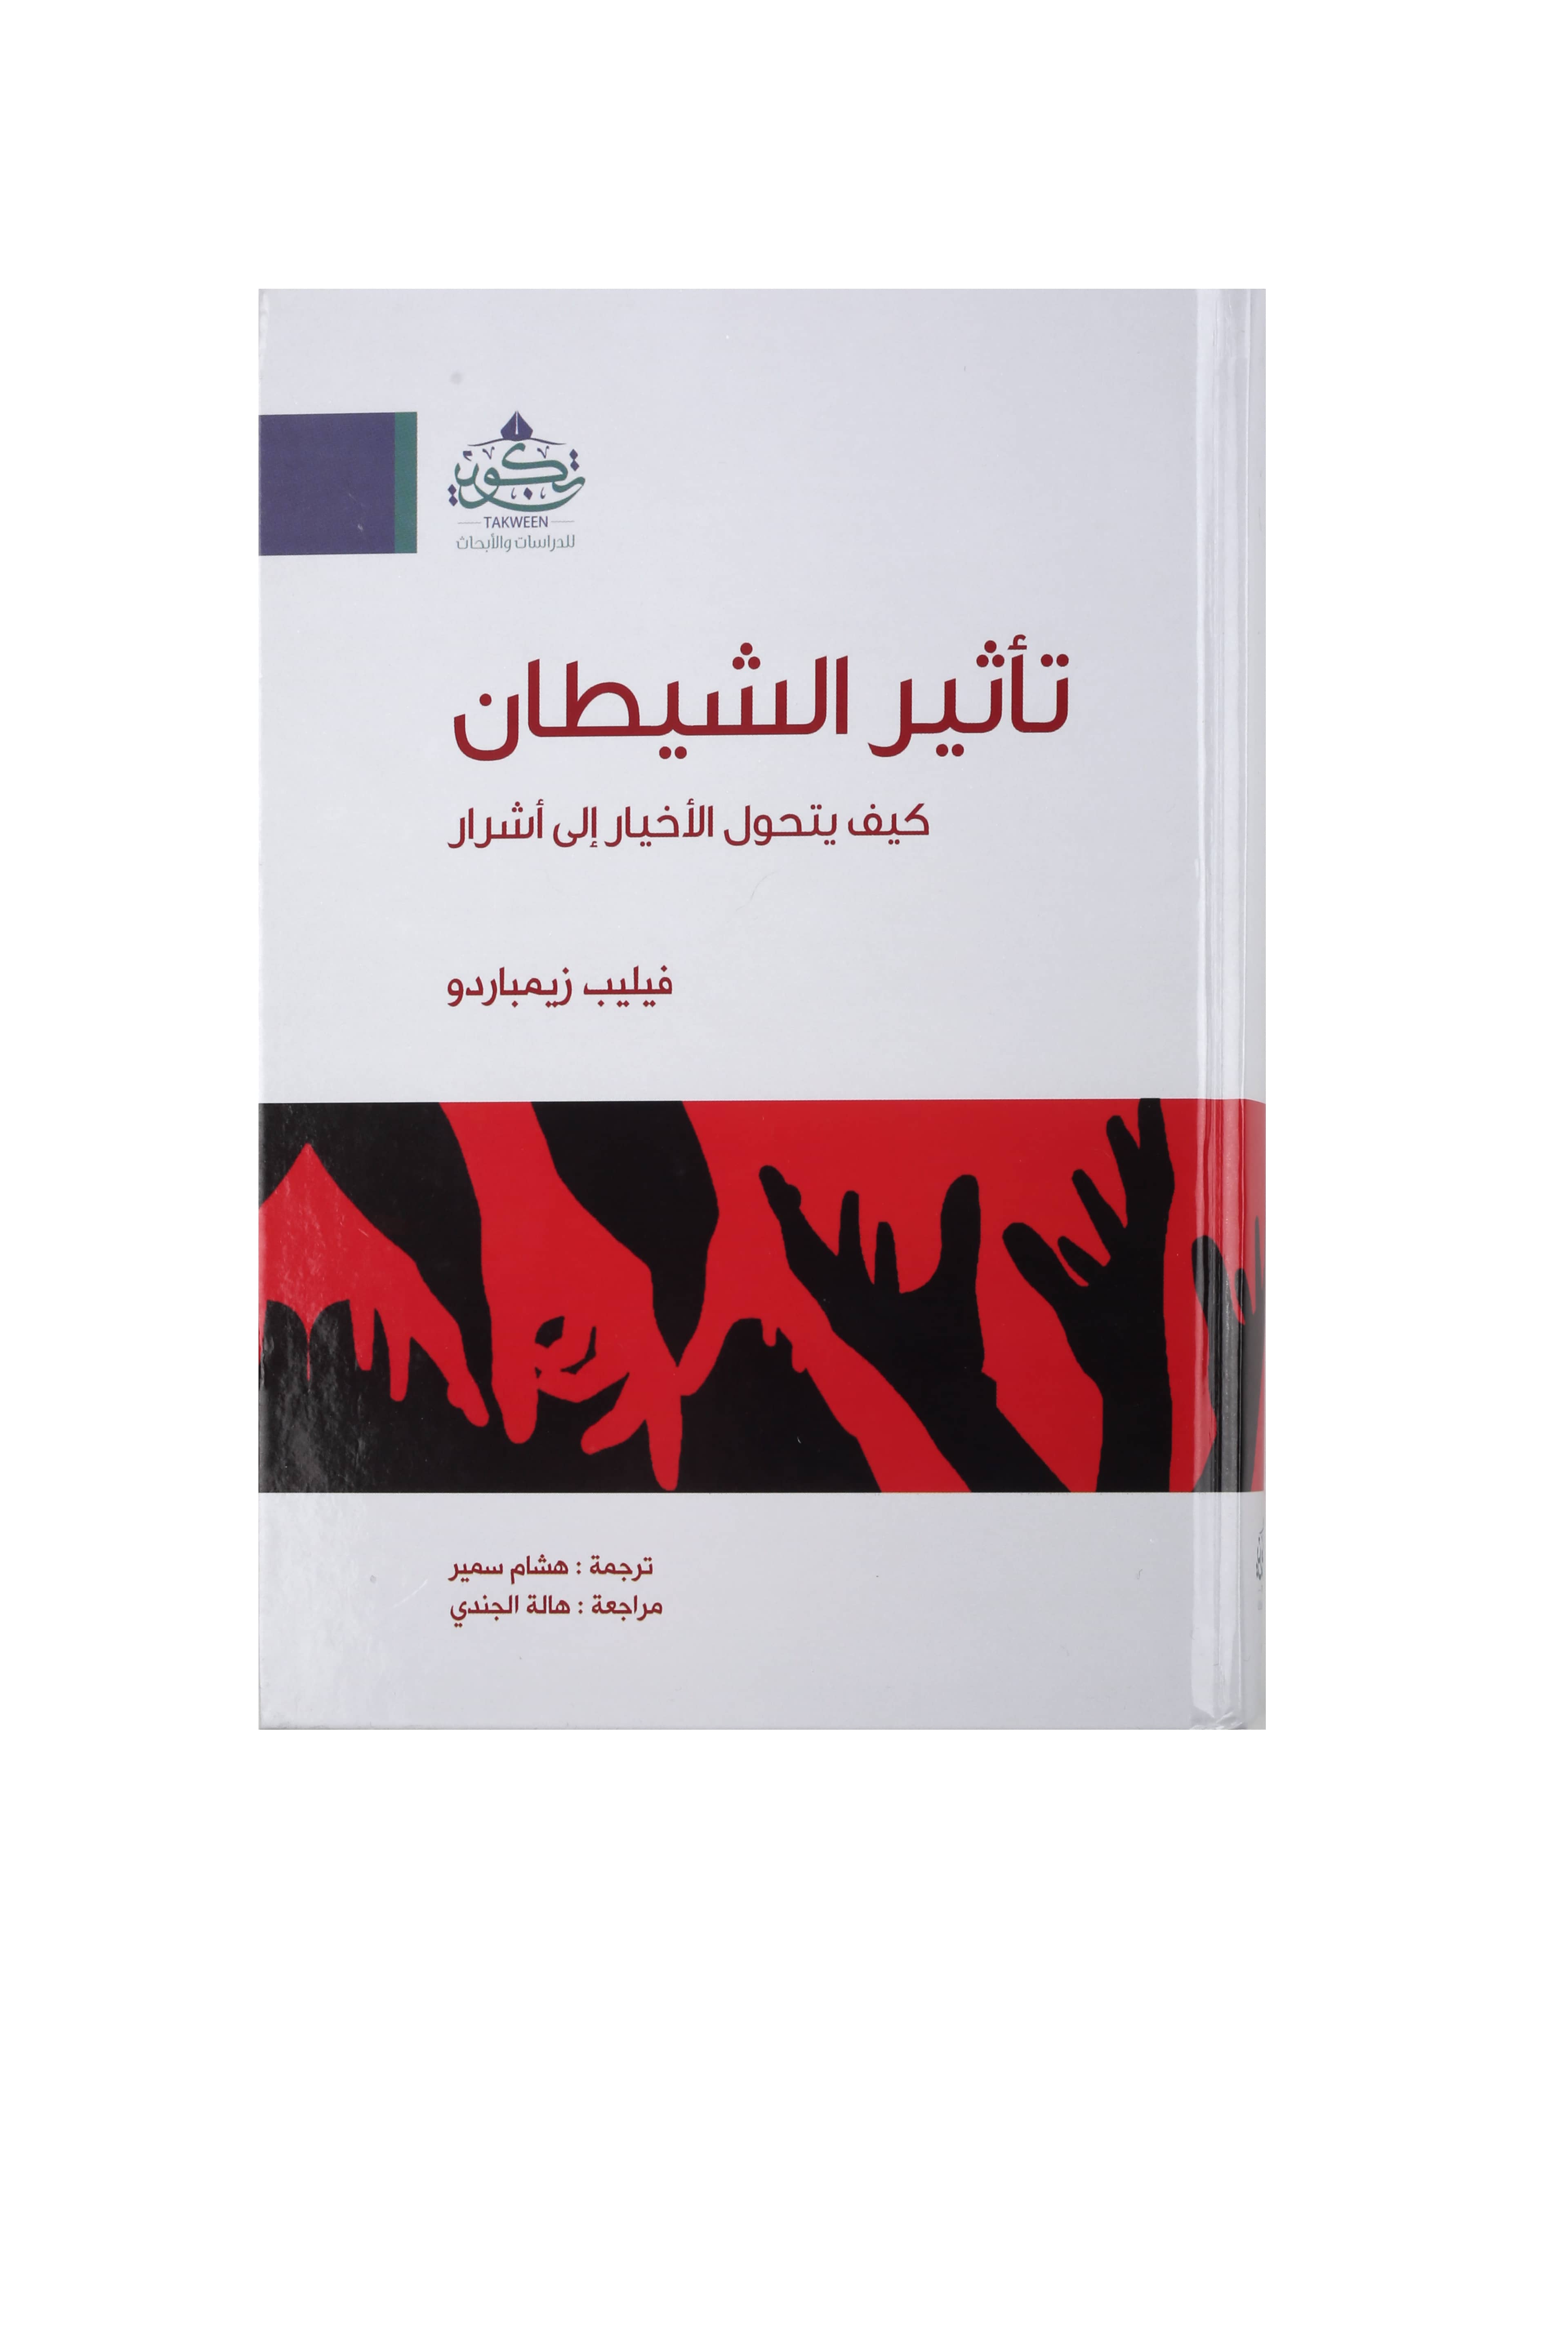 تكوين
TAKWEEN
للدراسات والأبحاث
تأثير الشيطان
كيف يتحول الأخيار إلى أشرار
فيليب زيمباردو
ترجمة : هشام سمير
مراجعة : هالة الجندي